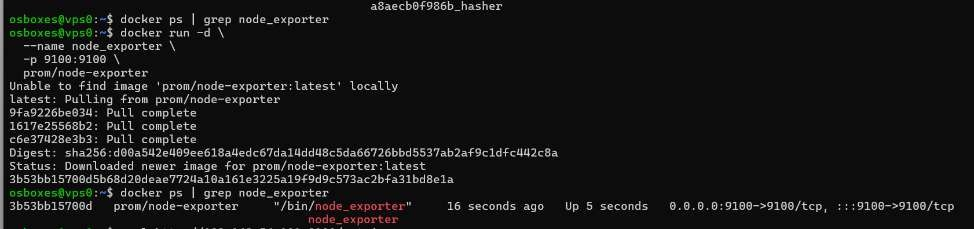 a8aecb0f986b_hasher
osboxes@vps0:~$ docker ps | grep node_exporter
osboxes@vps0:~$ docker run -d \
  --name node_exporter \
  -p 9100:9100 \
  prom/node-exporter
Unable to find image 'prom/node-exporter:latest' locally
latest: Pulling from prom/node-exporter
9fa9226be034: Pull complete
1617e25568b2: Pull complete
c6e37428e3b3: Pull complete
Digest: sha256:d00a542e409ee618a4edc67da14dd48c5da66726bbd5537ab2af9c1dfc442c8a
Status: Downloaded newer image for prom/node-exporter:latest
3b53bb15700d5b68d20deae7724a10a161e3225a19f9d9c573ac2bfa31bd8e1a
osboxes@vps0:~$ docker ps | grep node_exporter
3b53bb15700d   prom/node-exporter     "/bin/node_exporter"     16 seconds ago   Up 5 seconds   0.0.0.0:9100->9100/tcp, :::9100->9100/tcp
node_exporter